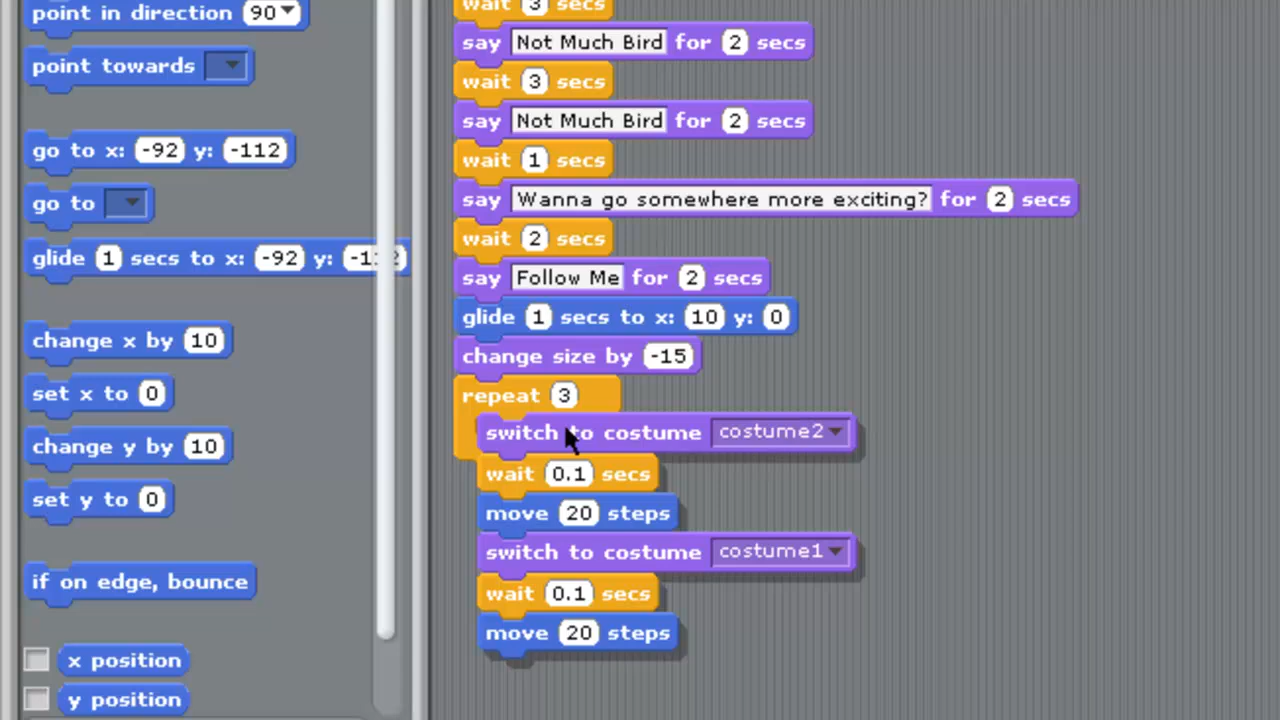 point in direction 90
point towards
go to x: -92 y: -112
go to
glide 1 secs to x: -92 y:
change x by 10
set x to 0
change y by 10
set y to 0
if on edge, bounce
x position
y position
wait 3 secs
say Not Much Bird for 2 secs
wait 3 secs
say Not Much Bird for 2 secs
wait 1 secs
say Wanna go somewhere more exciting? for 2 secs
wait 2 secs
say Follow Me for 2 secs
glide 1 secs to x: 10 y: 0
change size by -15
repeat 3
switch to costume costume2
wait 0.1 secs
move 20 steps
switch to costume costume1
wait 0.1 secs
move 20 steps